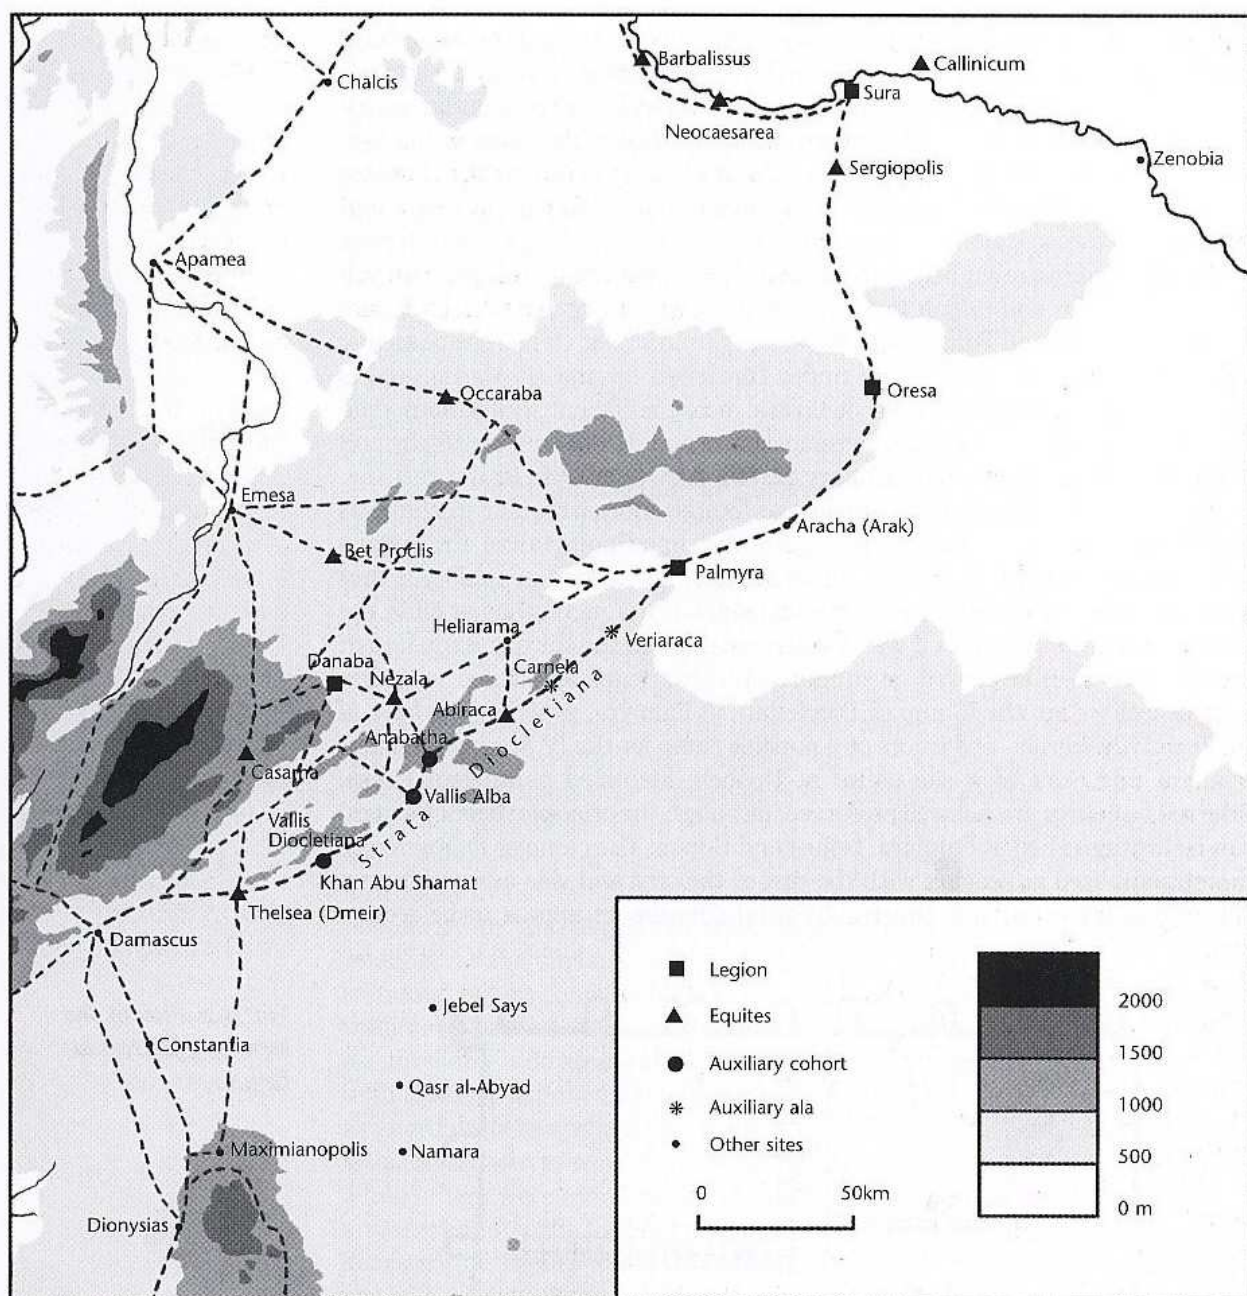 Barbalissus
Callinicum
Chalcis
Sura
Neocaesarea
Zenobia
Sergiopolis
Apamea
Oresa
Occaraba
Emesa
Aracha (Arak)
Bet Proclis
Palmyra
Heliarama
Veriaraca
Danaba
Carneia
Nezala
Abiraca
Anabatha
Casama
Vallis Alba
Strata Diocletiana
Vallis
Diocletiana
Khan Abu Shamat
Thelsea (Dmeir)
Damascus
Jebel Says
Constantia
Qasr al-Abyad
Maximianopolis
Namara
Dionysias
Legion
Equites
Auxiliary cohort
Auxiliary ala
Other sites
0 50km
2000
1500
1000
500
0 m